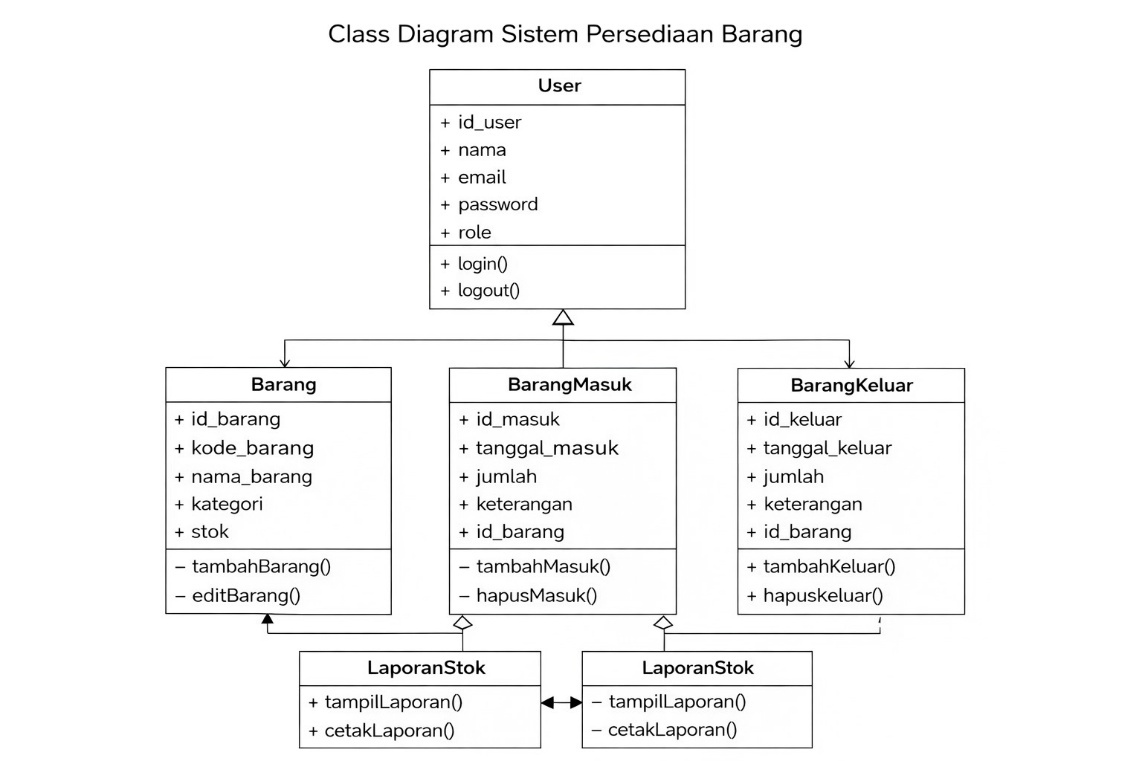 Class Diagram Sistem Persediaan Barang
User
+ id_user
+ nama
+ email
+ password
+ role
+ login()
+ logout()
Barang
+ id_barang
+ kode_barang
+ nama_barang
+ kategori
+ stok
– tambahBarang()
– editBarang()
BarangMasuk
+ id_masuk
+ tanggal_masuk
+ jumlah
+ keterangan
+ id_barang
– tambahMasuk()
– hapusMasuk()
BarangKeluar
+ id_keluar
+ tanggal_keluar
+ jumlah
+ keterangan
+ id_barang
+ tambahKeluar()
+ hapuskeluar()
LaporanStok
+ tampilLaporan()
+ cetakLaporan()
LaporanStok
– tampilLaporan()
– cetakLaporan()